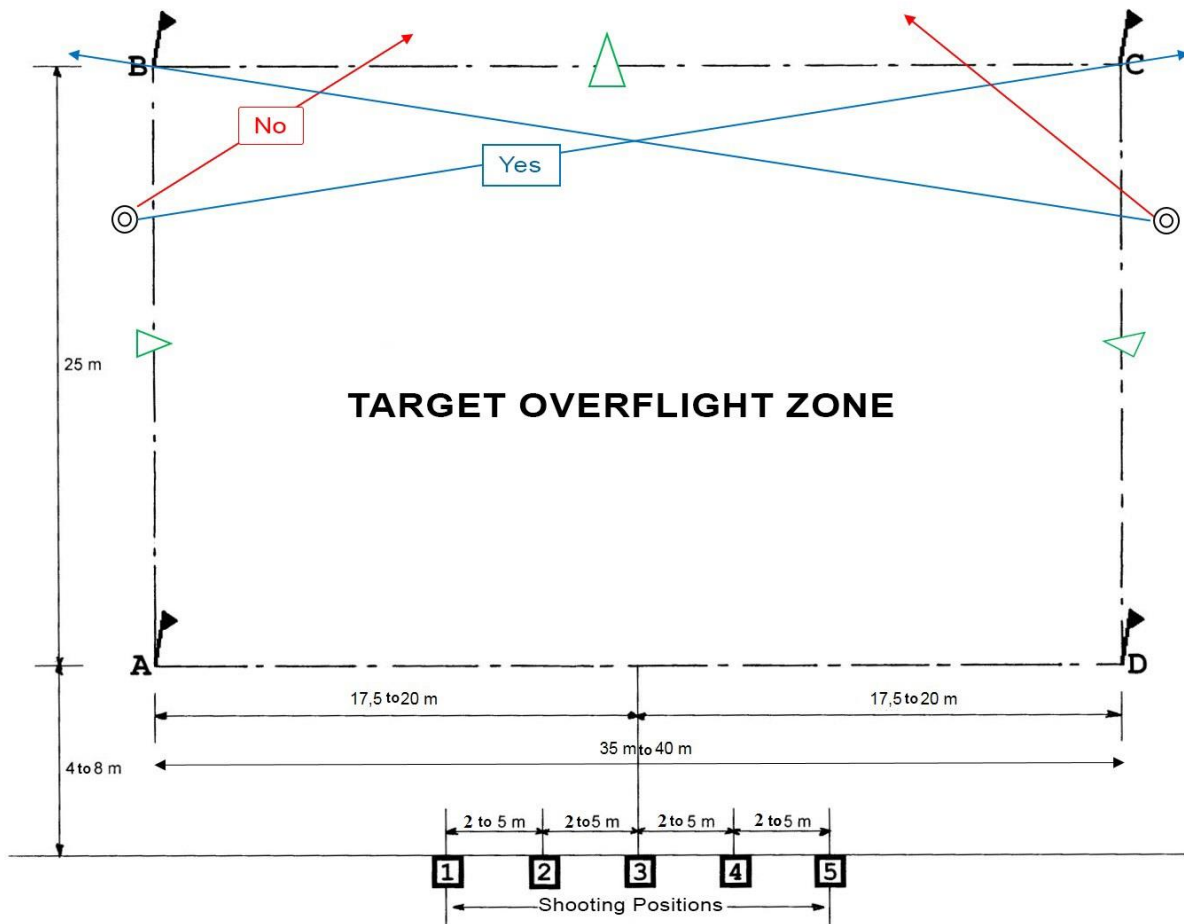 B
C
No
Yes
25 m
TARGET OVERFLIGHT ZONE
A
D
17,5 to 20 m
17,5 to 20 m
35 m to 40 m
4 to 8 m
2 to 5 m
2 to 5 m
2 to 5 m
2 to 5 m
1
2
3
4
5
Shooting Positions